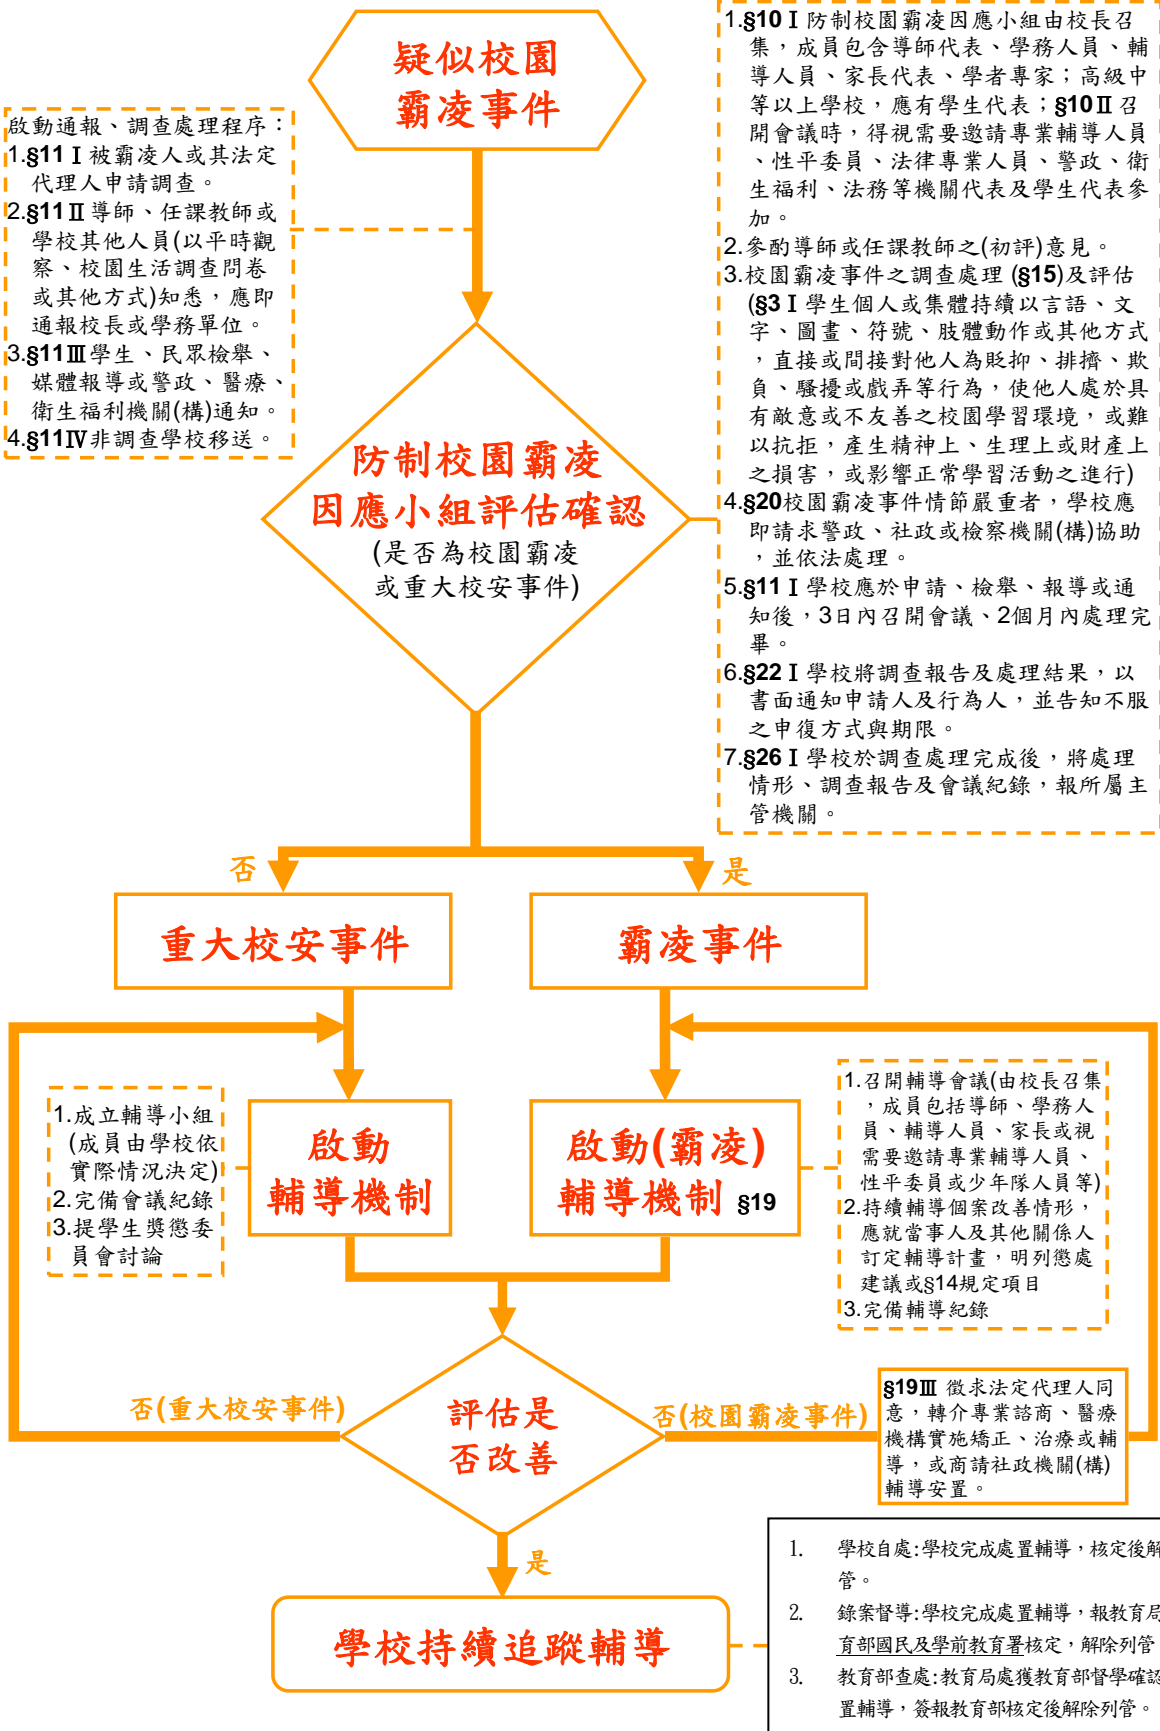 疑似校園
霸凌事件
啟動通報、調查處理程序：
1.§11Ⅰ被霸凌人或其法定
代理人申請調查。
2.§11Ⅱ導師、任課教師或
學校其他人員(以平時觀
察、校園生活調查問卷
或其他方式)知悉，應即
通報校長或學務單位。
3.§11Ⅲ學生、民眾檢舉、
媒體報導或警政、醫療、
衛生福利機關(構)通知。
4.§11Ⅳ非調查學校移送。
1.§10Ⅰ防制校園霸凌因應小組由校長召
集，成員包含導師代表、學務人員、輔
導人員、家長代表、學者專家；高級中
等以上學校，應有學生代表；§10Ⅱ召
開會議時，得視需要邀請專業輔導人員
、性平委員、法律專業人員、警政、衛
生福利、法務等機關代表及學生代表參
加。
2.參酌導師或任課教師之(初評)意見。
3.校園霸凌事件之調查處理 (§15)及評估
(§3Ⅰ學生個人或集體持續以言語、文
字、圖畫、符號、肢體動作或其他方式
，直接或間接對他人為貶抑、排擠、欺
負、騷擾或戲弄等行為，使他人處於具
有敵意或不友善之校園學習環境，或難
以抗拒，產生精神上、生理上或財產上
之損害，或影響正常學習活動之進行)
4.§20校園霸凌事件情節嚴重者，學校應
即請求警政、社政或檢察機關(構)協助
，並依法處理。
5.§11Ⅰ學校應於申請、檢舉、報導或通
知後，3日內召開會議、2個月內處理完
畢。
6.§22Ⅰ學校將調查報告及處理結果，以
書面通知申請人及行為人，並告知不服
之申復方式與期限。
7.§26Ⅰ學校於調查處理完成後，將處理
情形、調查報告及會議紀錄，報所屬主
管機關。
防制校園霸凌
因應小組評估確認
(是否為校園霸凌
或重大校安事件)
否
是
重大校安事件
霸凌事件
1.成立輔導小組
(成員由學校依
實際情況決定)
2.完備會議紀錄
3.提學生獎懲委
員會討論
啟動
輔導機制
啟動(霸凌)
輔導機制 §19
1.召開輔導會議(由校長召集
，成員包括導師、學務人
員、輔導人員、家長或視
需要邀請專業輔導人員、
性平委員或少年隊人員等)
2.持續輔導個案改善情形，
應就當事人及其他關係人
訂定輔導計畫，明列懲處
建議或§14規定項目
3.完備輔導紀錄
否(重大校安事件)
評估是
否改善
否(校園霸凌事件)
§19Ⅲ 徵求法定代理人同
意，轉介專業諮商、醫療
機構實施矯正、治療或輔
導，或商請社政機關(構)
輔導安置。
是
學校持續追蹤輔導
1. 學校自處:學校完成處置輔導，核定後解
管。
2. 錄案督導:學校完成處置輔導，報教育局
育部國民及學前教育署核定，解除列管
3. 教育部查處:教育局處獲教育部督學確認
置輔導，簽報教育部核定後解除列管。